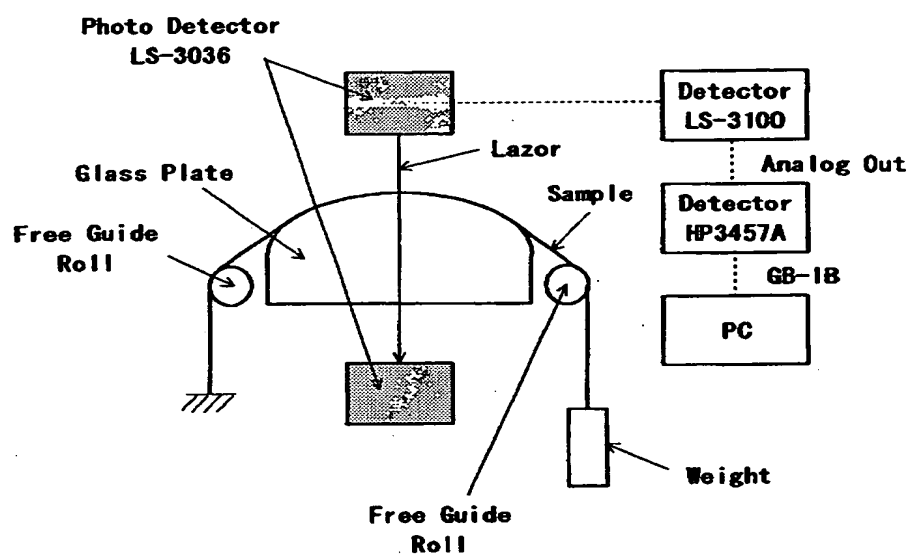 Photo Detector
LS-3036
Detector
LS-3100
Lazor
Analog Out
Glass Plate
Sample
Detector
HP3457A
Free Guide
Roll
GB-IB
PC
Weight
Free Guide
Roll